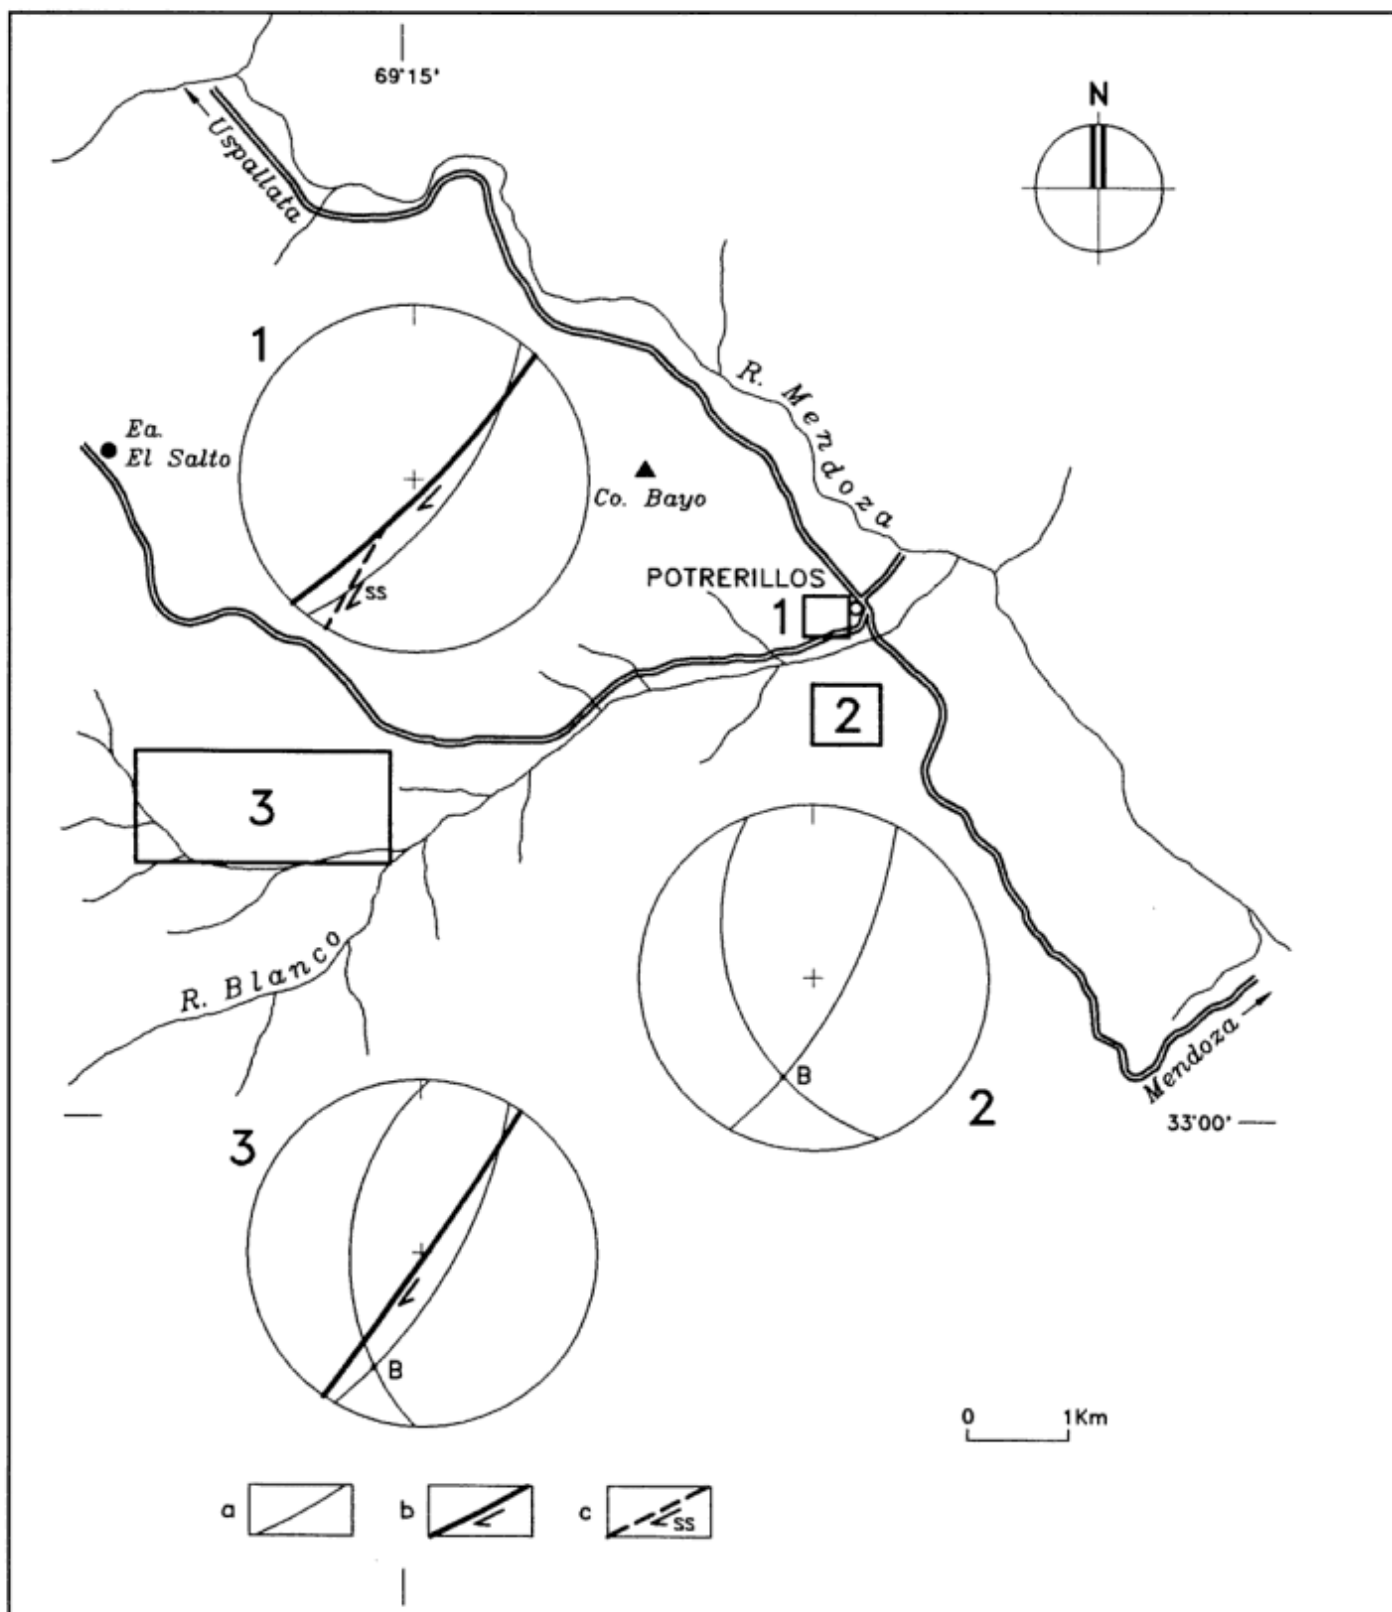 69°15'
N
Uspallata
1
R. Mendoza
Ea.
El Salto
Co. Bayo
POTRERILLOS
1
ss
2
3
R. Blanco
B
Mendoza
2
33°00'
3
B
0 1Km
a b c ss